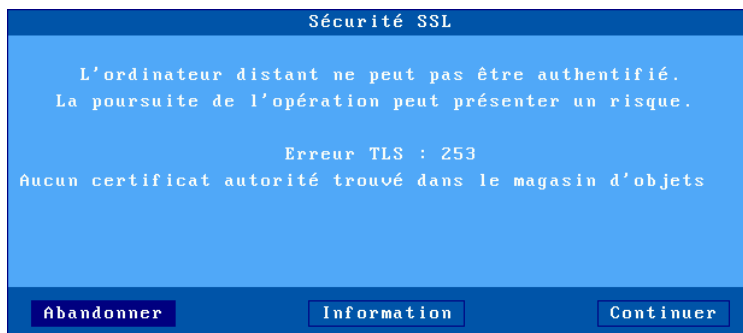 Sécurité SSL
L'ordinateur distant ne peut pas être authentifié.
La poursuite de l'opération peut présenter un risque.
Erreur TLS : 253
Aucun certificat autorité trouvé dans le magasin d'objets
Abandonner Information Continuer